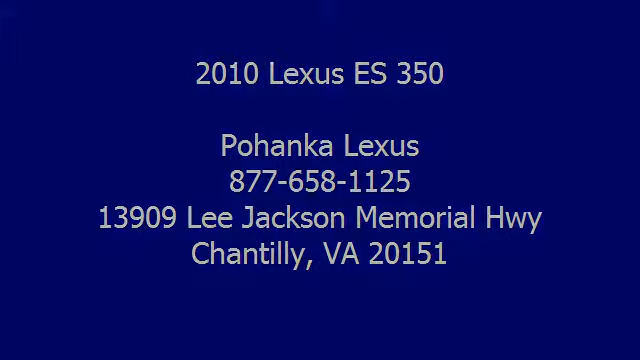 2010 Lexus ES 350
Pohanka Lexus
877-658-1125
13909 Lee Jackson Memorial Hwy
Chantilly, VA 20151